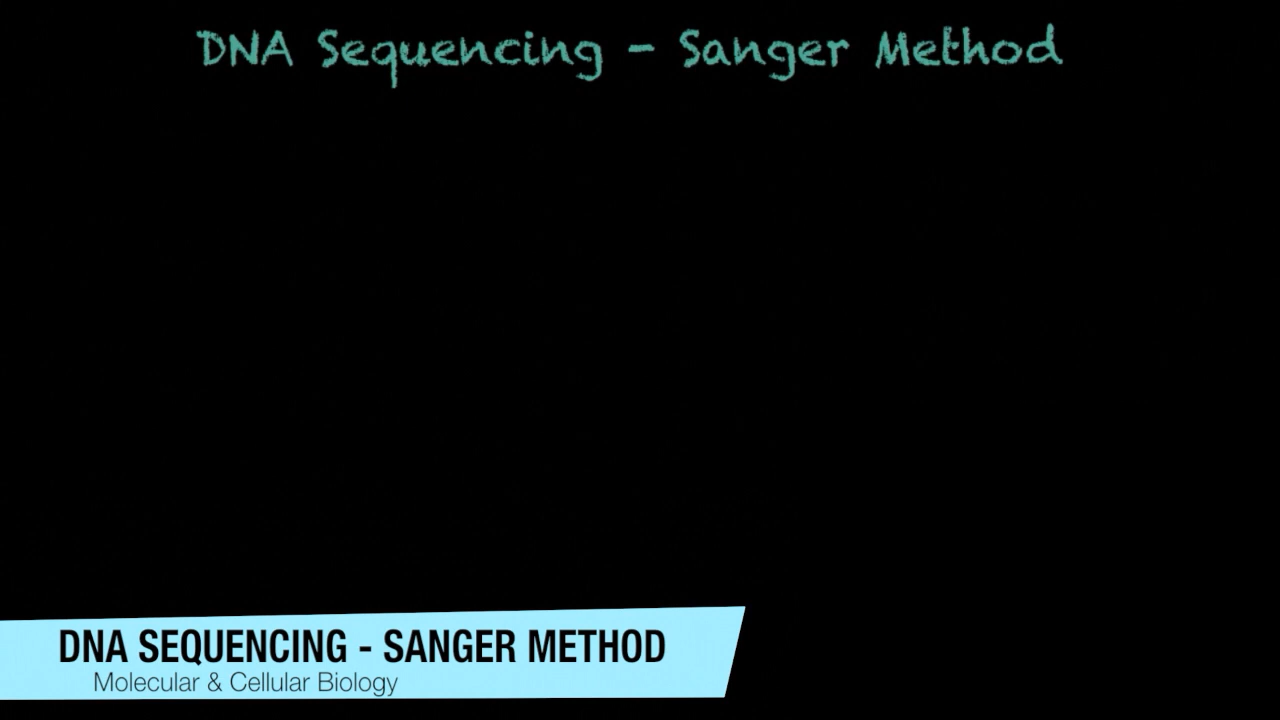 DNA Sequencing - Sanger Method
DNA SEQUENCING - SANGER METHOD
Molecular & Cellular Biology